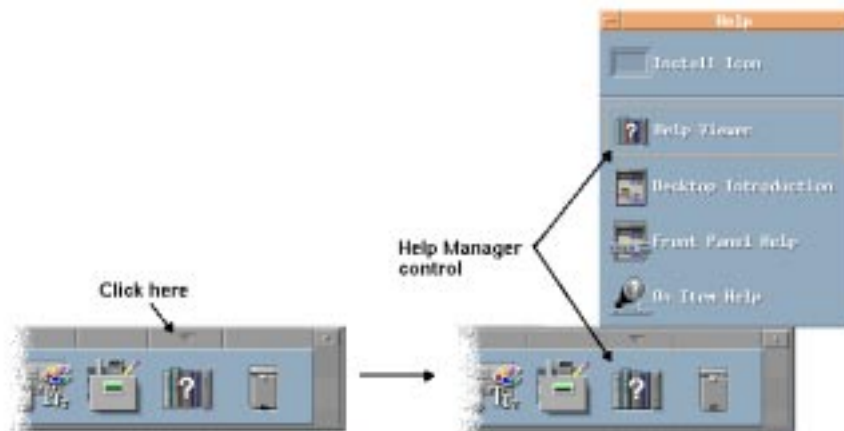 Help
Install Icon
Help Viewer
Desktop Introduction
Front Panel Help
On Item Help
Help Manager
control
Click here